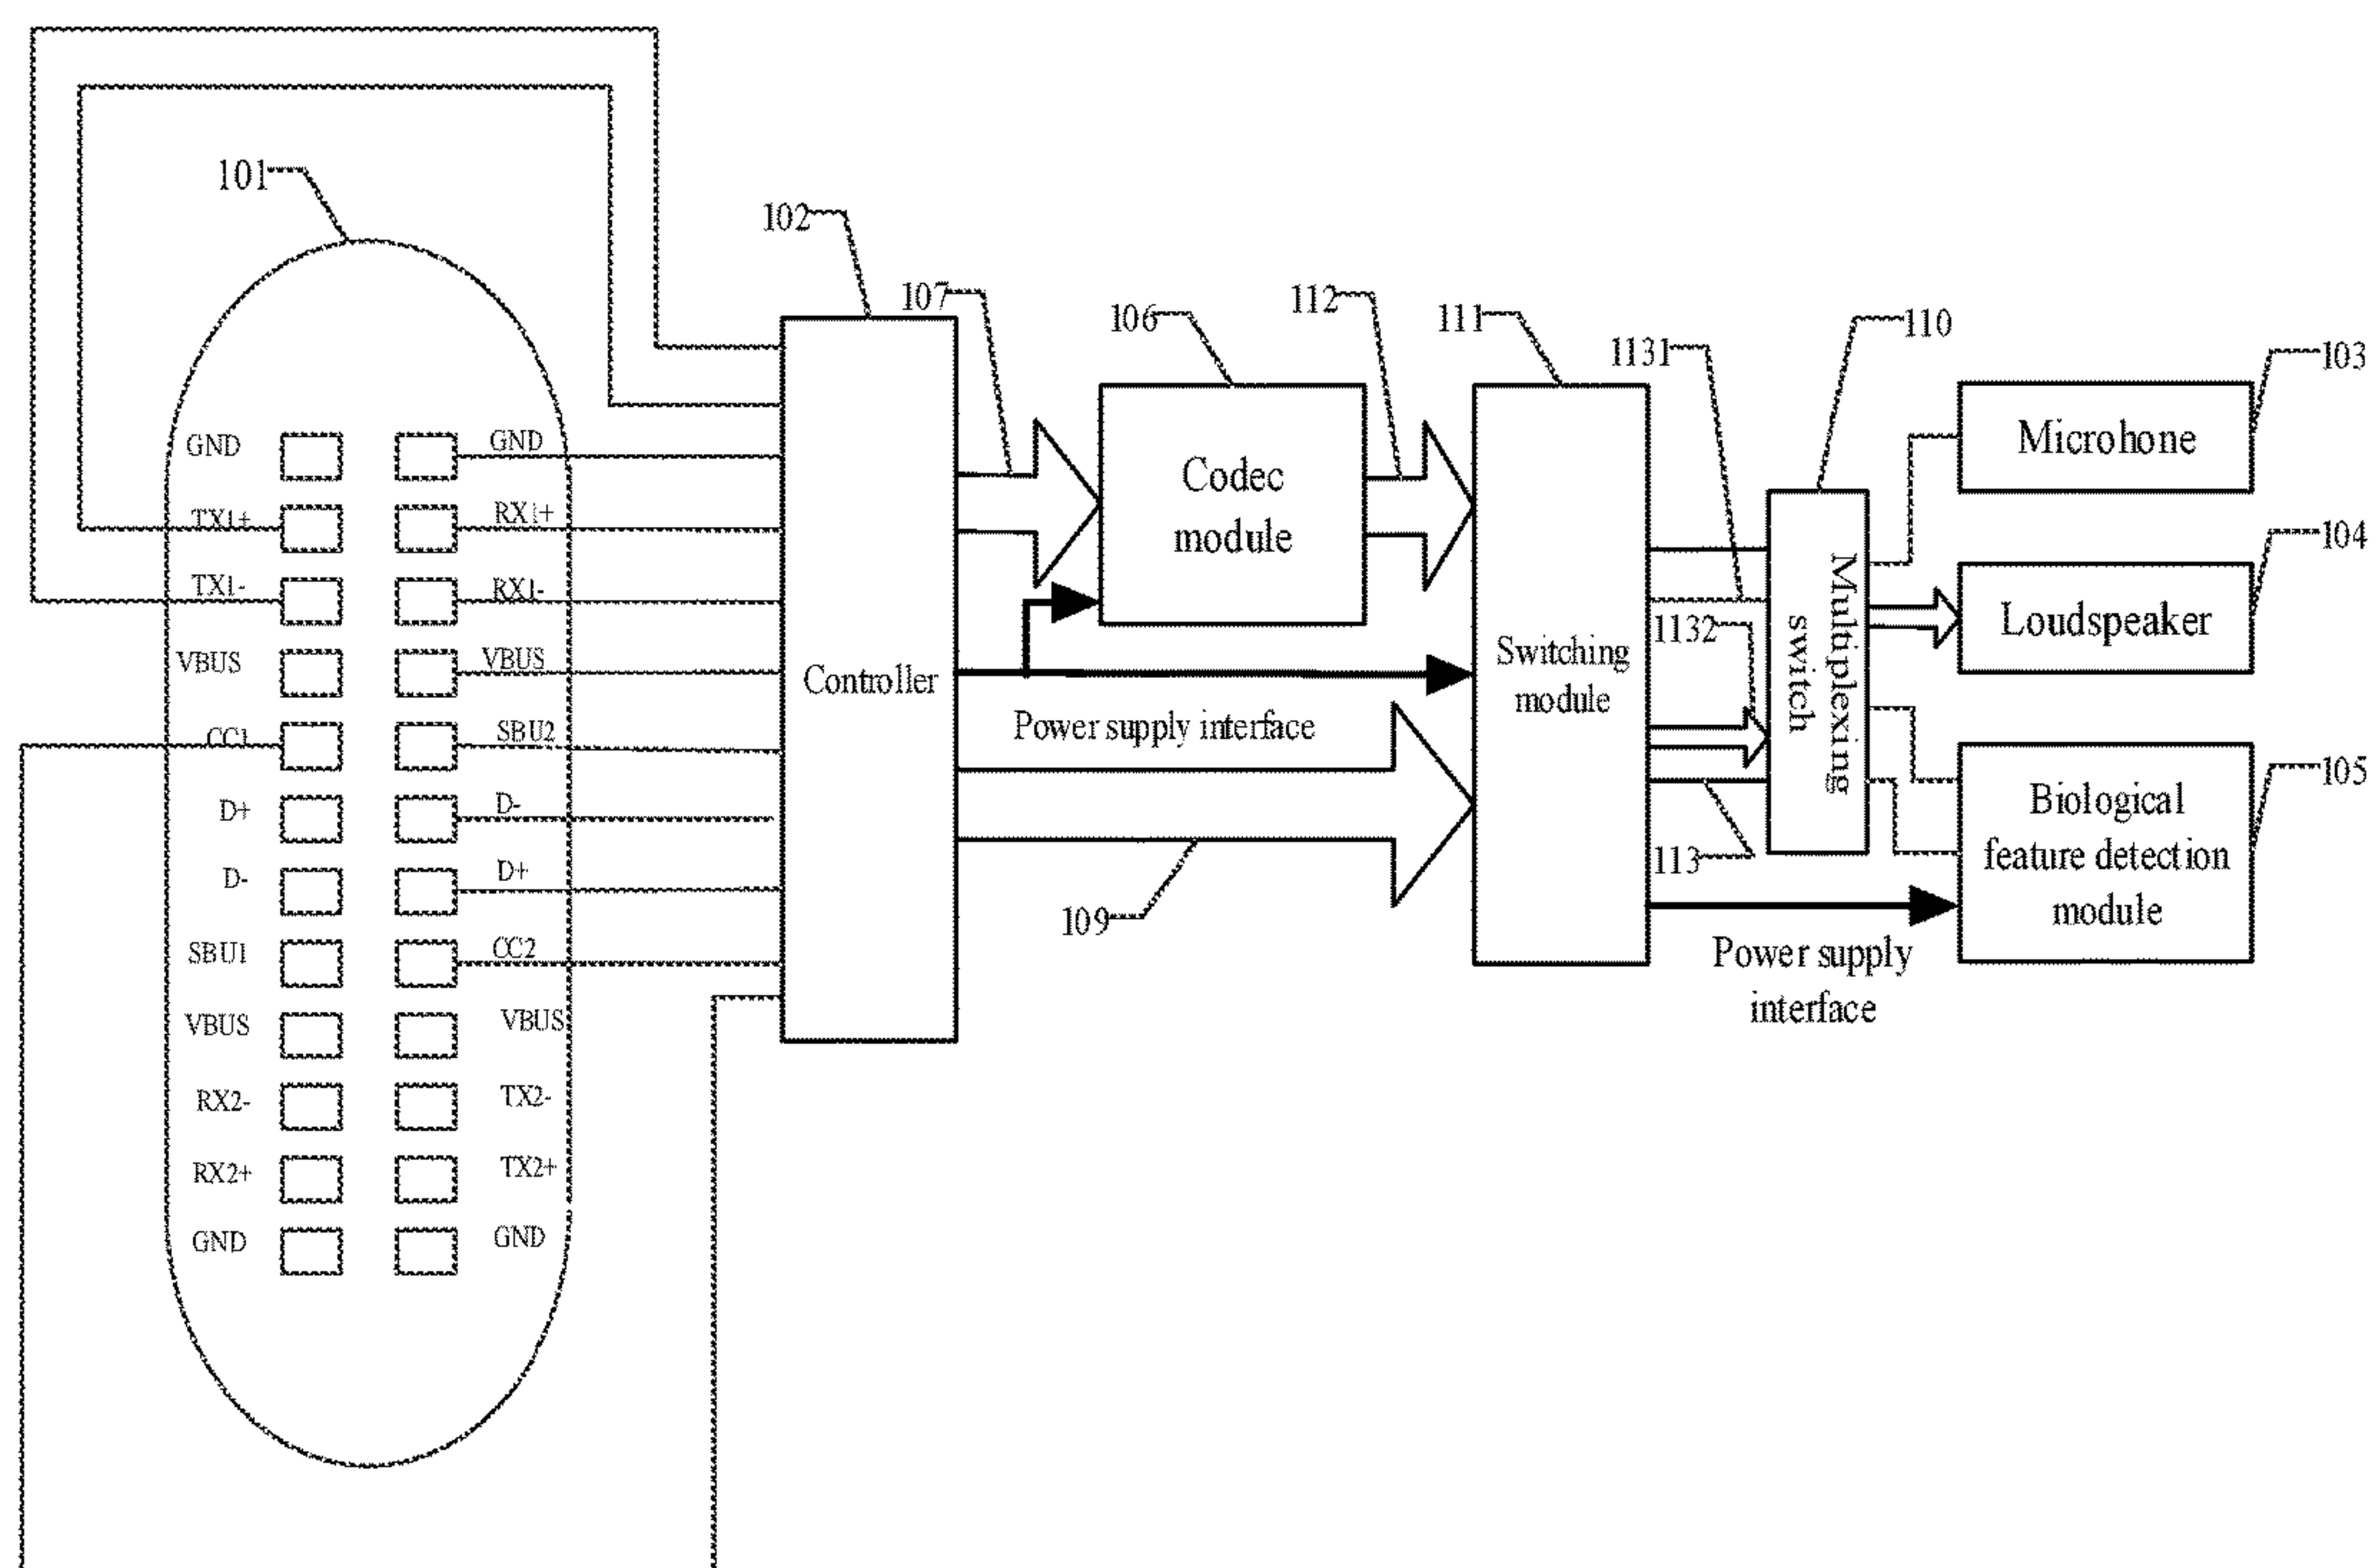 101
102
107
106
112
111
1131
110
103
GND
GND
TX1+
RX1+
TX1-
RX1-
VBUS
VBUS
CC1
SBU2
D+
D-
D-
D+
SBU1
CC2
VBUS
VBUS
RX2-
TX2-
RX2+
TX2+
GND
GND
Controller
Codec
module
Power supply interface
109
Switching
module
1132
113
Multiplexing
switch
Microhone
104
Loudspeaker
105
Biological
feature detection
module
Power supply
interface